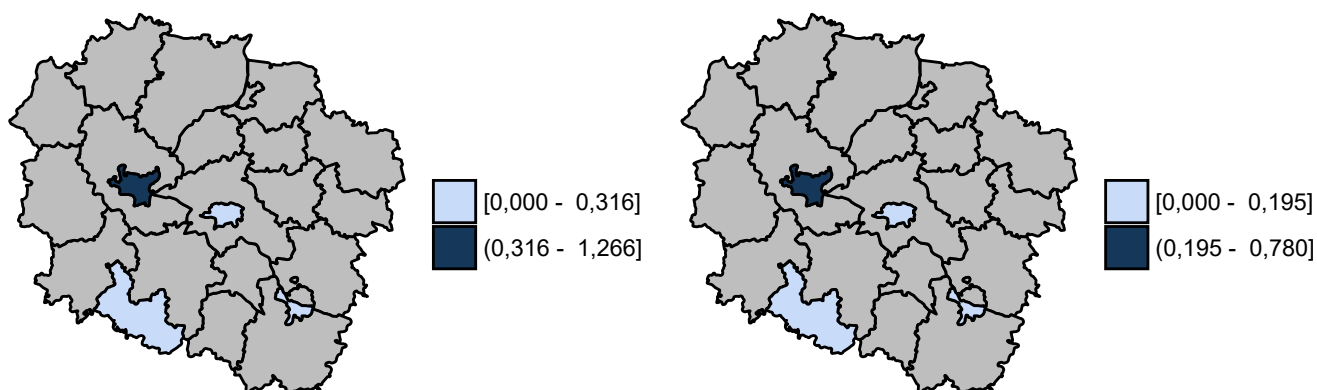 [0,000 - 0,316]
(0,316 - 1,266]
[0,000 - 0,195]
(0,195 - 0,780]